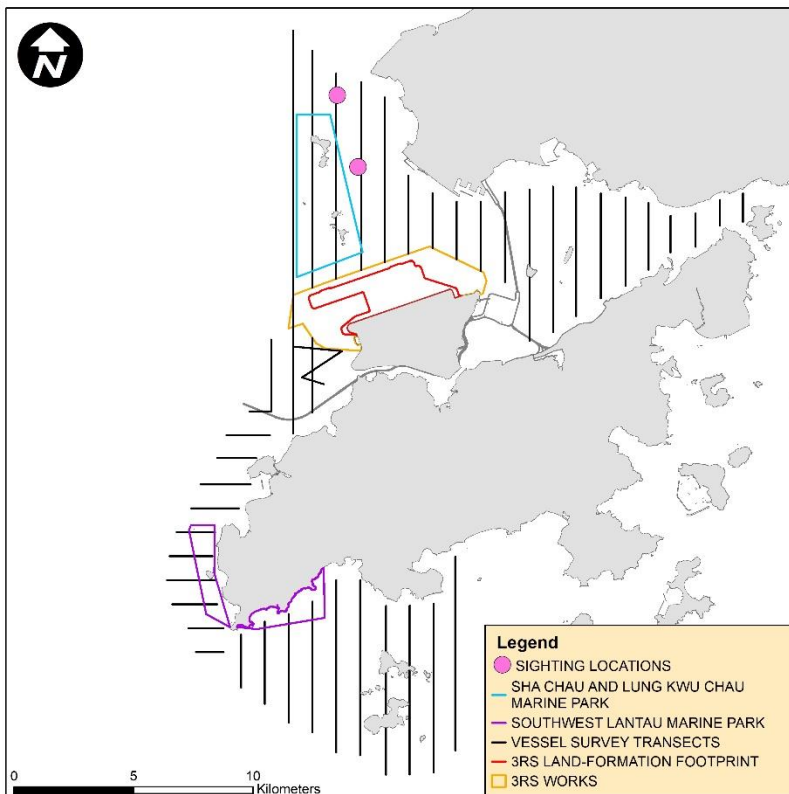 N
Legend
SIGHTING LOCATIONS
SHA CHAU AND LUNG KWU CHAU
MARINE PARK
SOUTHWEST LANTAU MARINE PARK
VESSEL SURVEY TRANSECTS
3RS LAND-FORMATION FOOTPRINT
3RS WORKS
0 5 10
Kilometers